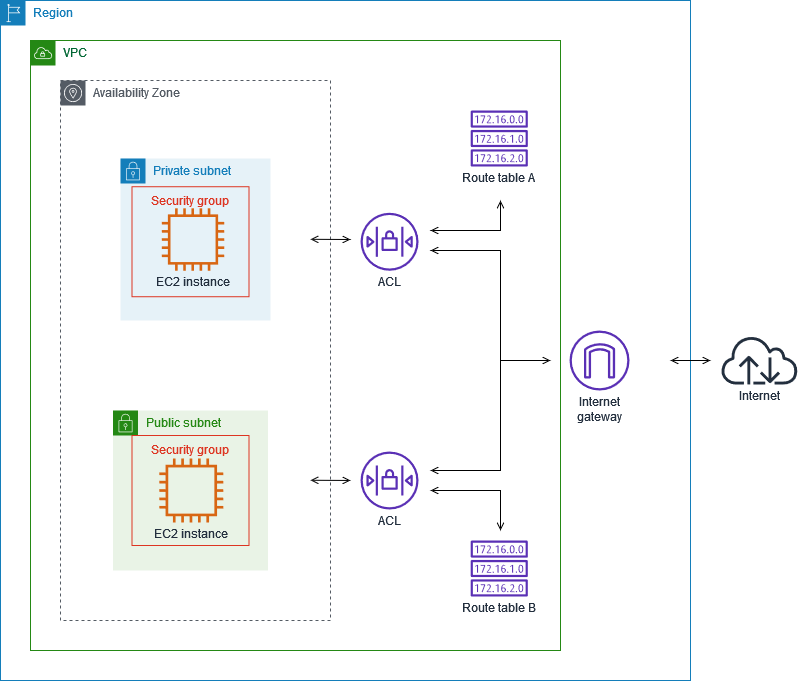 Region
VPC
Availability Zone
172.16.0.0
172.16.1.0
172.16.2.0
Route table A
Private subnet
Security group
EC2 instance
ACL
Internet
gateway
Internet
Public subnet
Security group
EC2 instance
ACL
172.16.0.0
172.16.1.0
172.16.2.0
Route table B